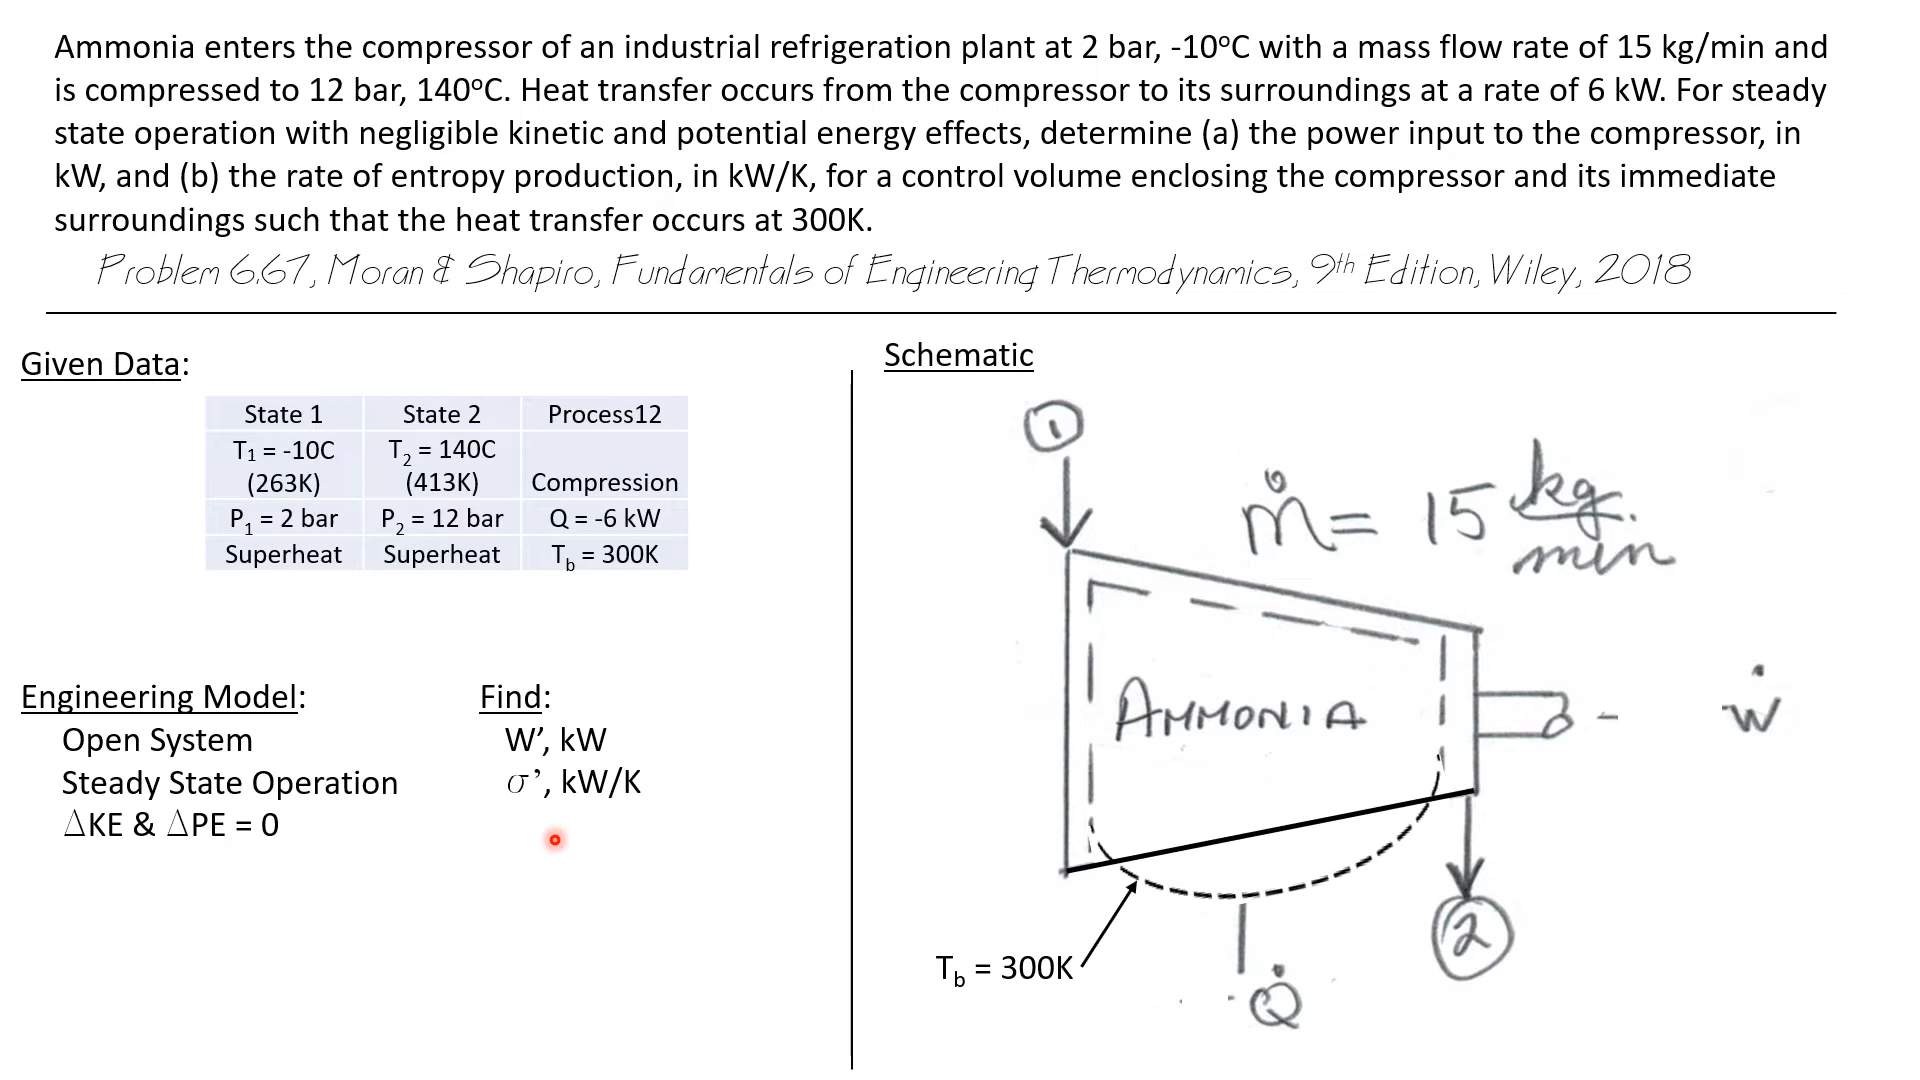 Ammonia enters the compressor of an industrial refrigeration plant at 2 bar, -10ᵒC with a mass flow rate of 15 kg/min and
is compressed to 12 bar, 140ᵒC. Heat transfer occurs from the compressor to its surroundings at a rate of 6 kW. For steady
state operation with negligible kinetic and potential energy effects, determine (a) the power input to the compressor, in
kW, and (b) the rate of entropy production, in kW/K, for a control volume enclosing the compressor and its immediate
surroundings such that the heat transfer occurs at 300K.
Problem 6.67, Moran & Shapiro, Fundamentals of Engineering Thermodynamics, 9th Edition, Wiley, 2018
Given Data:
State 1 State 2 Process12
T1 = -10C (263K) T₂ = 140C (413K) Compression
P₁ = 2 bar P₂ = 12 bar Q = -6 kW
Superheat Superheat T_b = 300K
Engineering Model:
Open System
Steady State Operation
ΔKE & ΔPE = 0
Find:
W’, kW
σ’, kW/K
Schematic
1
ṁ = 15 kg/min
AMMONIA
Ẇ
2
T_b = 300K
Q̇